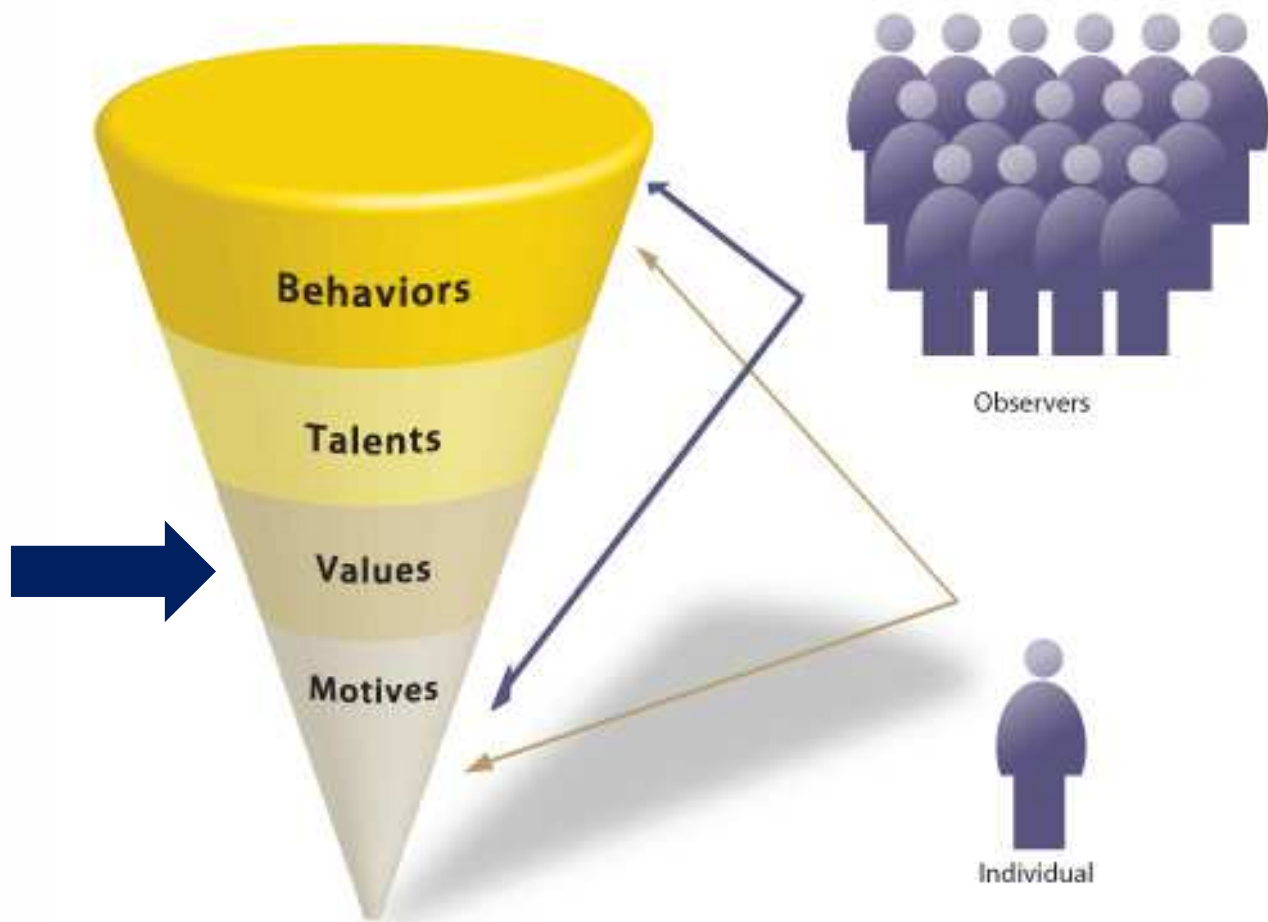 Behaviors
Talents
Values
Motives
Observers
Individual